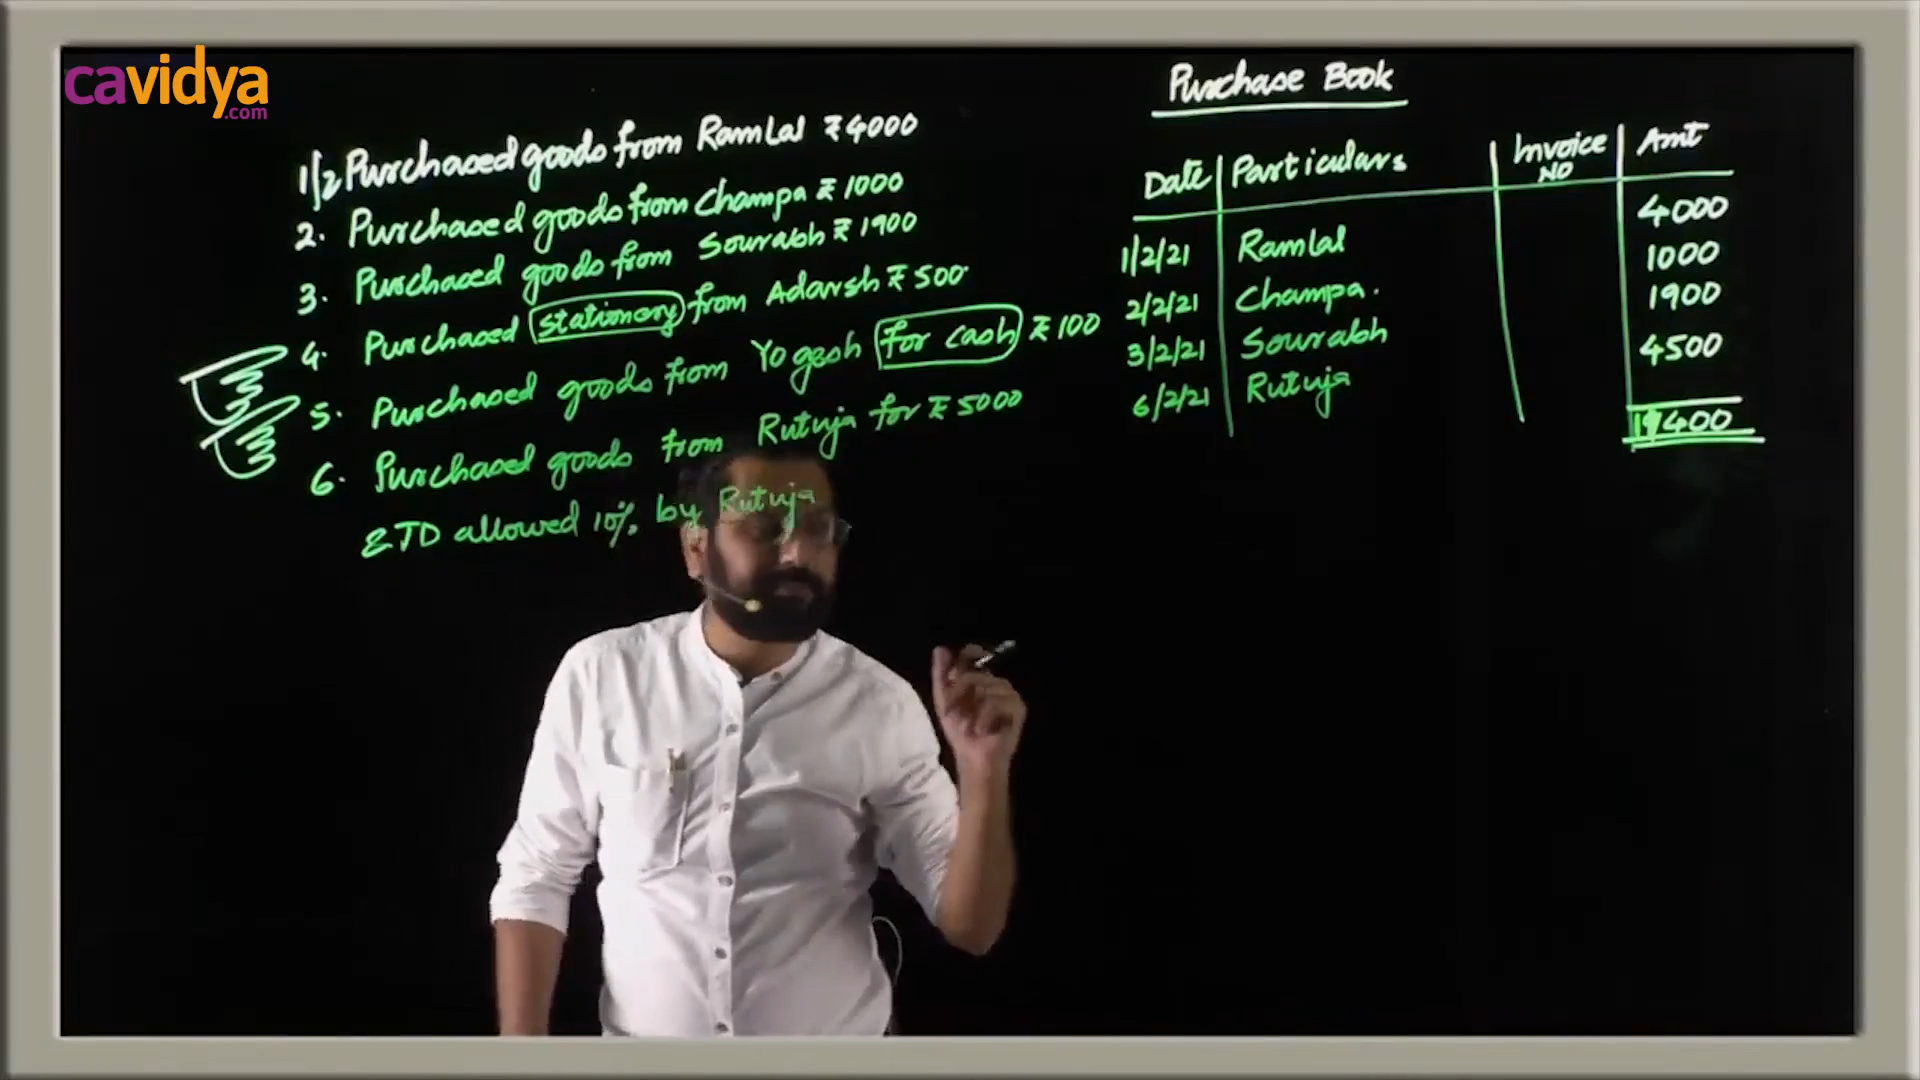 cavidya
.com
1/2 Purchased goods from Ramlal ₹4000
2. Purchased goods from Champa ₹ 1000
3. Purchased goods from Sourabh ₹ 1900
4. Purchased stationery from Adarsh ₹ 500
5. Purchased goods from Yogesh for cash ₹ 100
6. Purchased goods from Rutuja for ₹ 5000
& TD allowed 10% by Rutuja
Purchase Book
Date Particulars Invoice NO Amt
1/2/21 Ramlal 4000
2/2/21 Champa. 1000
3/2/21 Sourabh 1900
6/2/21 Rutuja 4500
11400